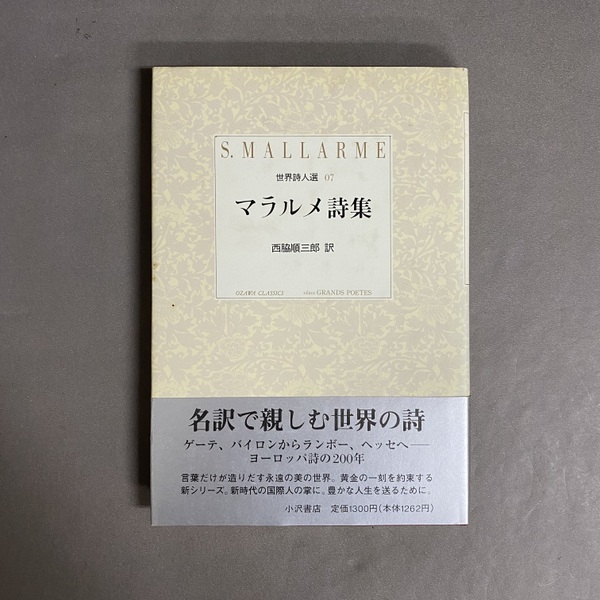 S. MALLARME
世界詩人選 07
マラルメ詩集
西脇順三郎 訳
OZAWA CLASSICS GRANDS POETES
名訳で親しむ世界の詩
ゲーテ、バイロンからランボー、ヘッセへ——
ヨーロッパ詩の200年
言葉だけが造りだす永遠の美の世界。黄金の一刻を約束する
新シリーズ。新時代の国際人の掌に。豊かな人生を送るために。
小沢書店 定価1300円(本体1262円)